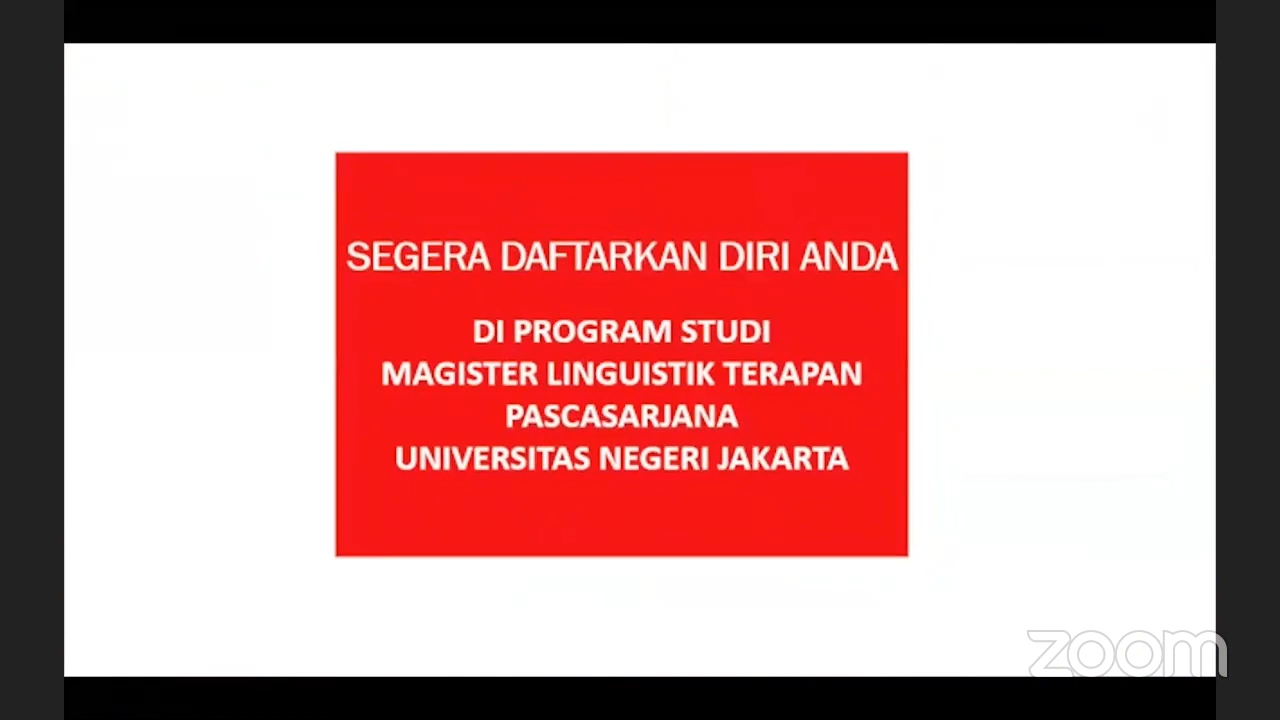 SEGERA DAFTARKAN DIRI ANDA
DI PROGRAM STUDI
MAGISTER LINGUISTIK TERAPAN
PASCASARJANA
UNIVERSITAS NEGERI JAKARTA
zoom